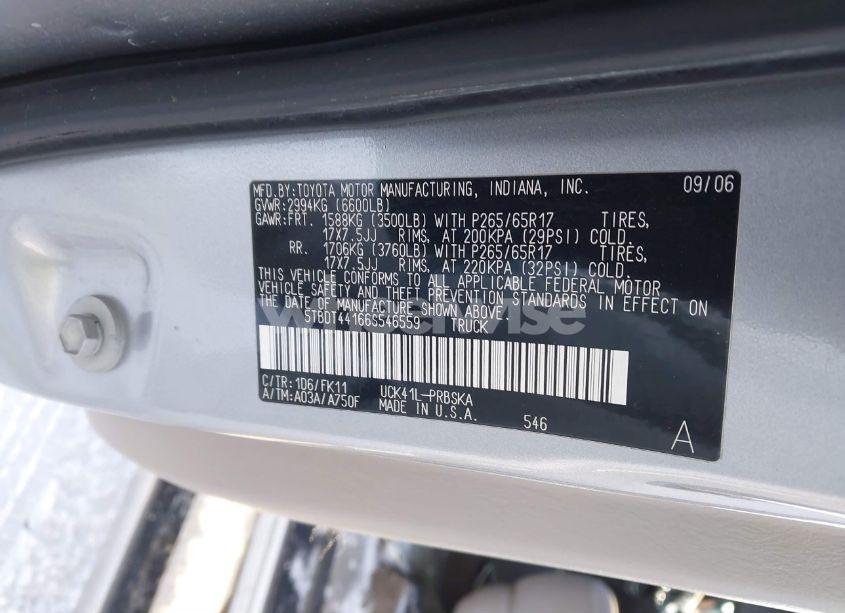 MFD.BY:TOYOTA MOTOR MANUFACTURING, INDIANA, INC. 09/06
GVWR:2994KG (6600LB)
GAWR:FRT. 1588KG (3500LB) WITH P265/65R17 TIRES,
17X7.5JJ RIMS, AT 200KPA (29PSI) COLD.
RR. 1706KG (3760LB) WITH P265/65R17 TIRES,
17X7.5JJ RIMS, AT 220KPA (32PSI) COLD.
THIS VEHICLE CONFORMS TO ALL APPLICABLE FEDERAL MOTOR
VEHICLE SAFETY AND THEFT PREVENTION STANDARDS IN EFFECT ON
THE DATE OF MANUFACTURE SHOWN ABOVE.
5TBDT44166S546559 TRUCK
C/TR:1D6/FK11 UCK41L-PRBSKA
A/TM:A03A/A750F MADE IN U.S.A. 546
A